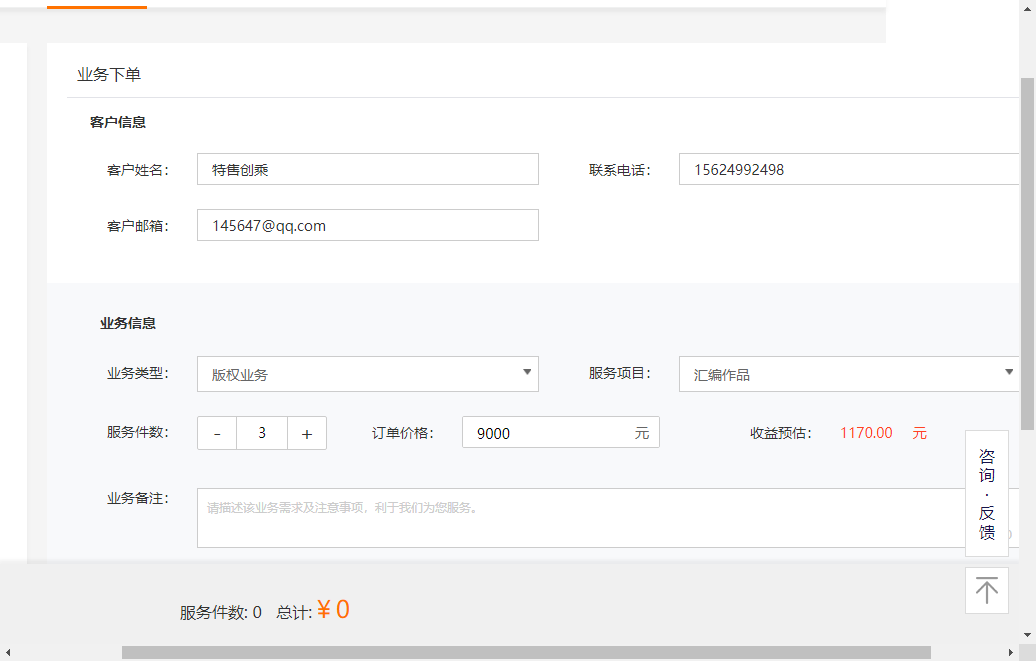 业务下单
客户信息
客户姓名： 特售创乘 联系电话： 15624992498
客户邮箱： 145647@qq.com
业务信息
业务类型： 版权业务 服务项目： 汇编作品
服务件数： - 3 + 订单价格： 9000 元 收益预估： 1170.00 元
业务备注： 请描述该业务需求及注意事项，利于我们为您服务。
咨询·反馈
服务件数: 0 总计: ¥ 0